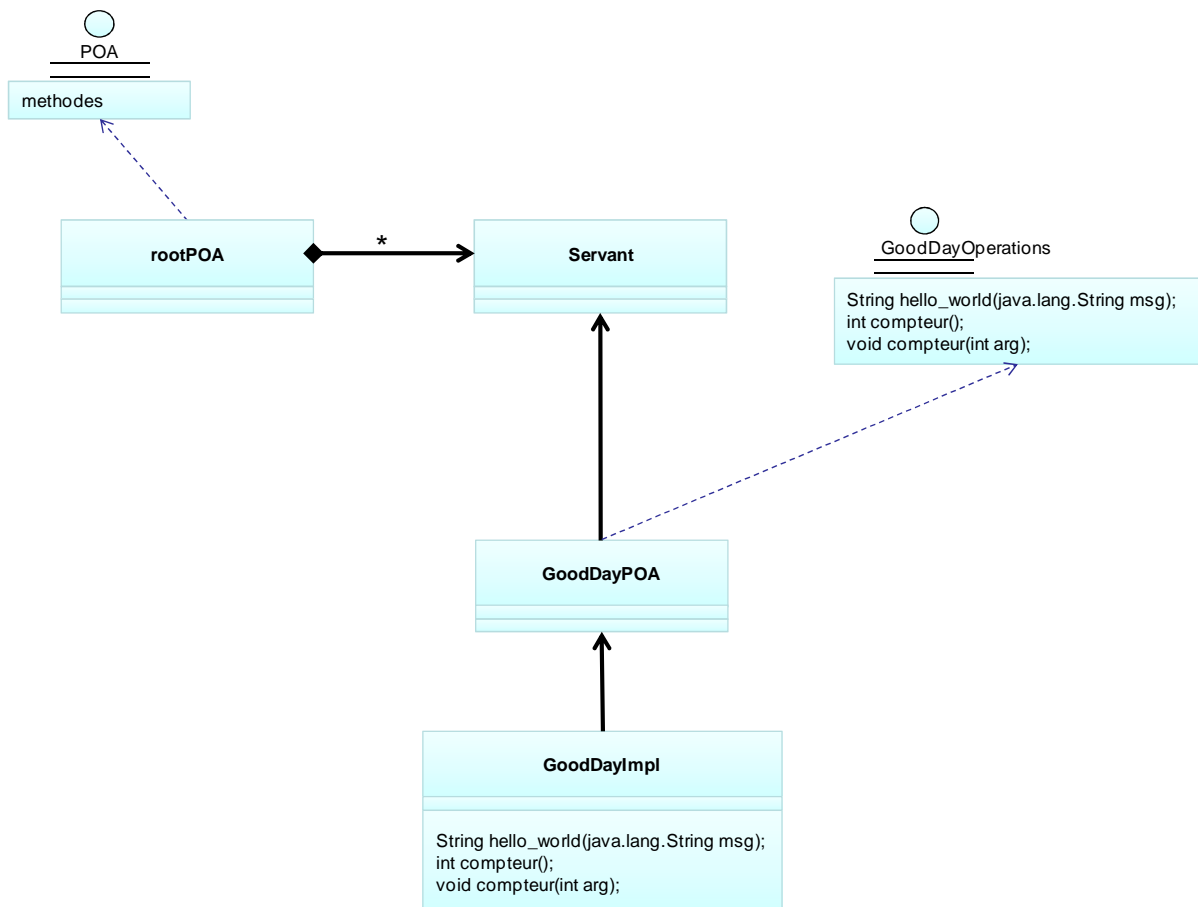 POA
methodes
rootPOA
*
Servant
GoodDayOperations
String hello_world(java.lang.String msg);
int compteur();
void compteur(int arg);
GoodDayPOA
GoodDayImpl
String hello_world(java.lang.String msg);
int compteur();
void compteur(int arg);